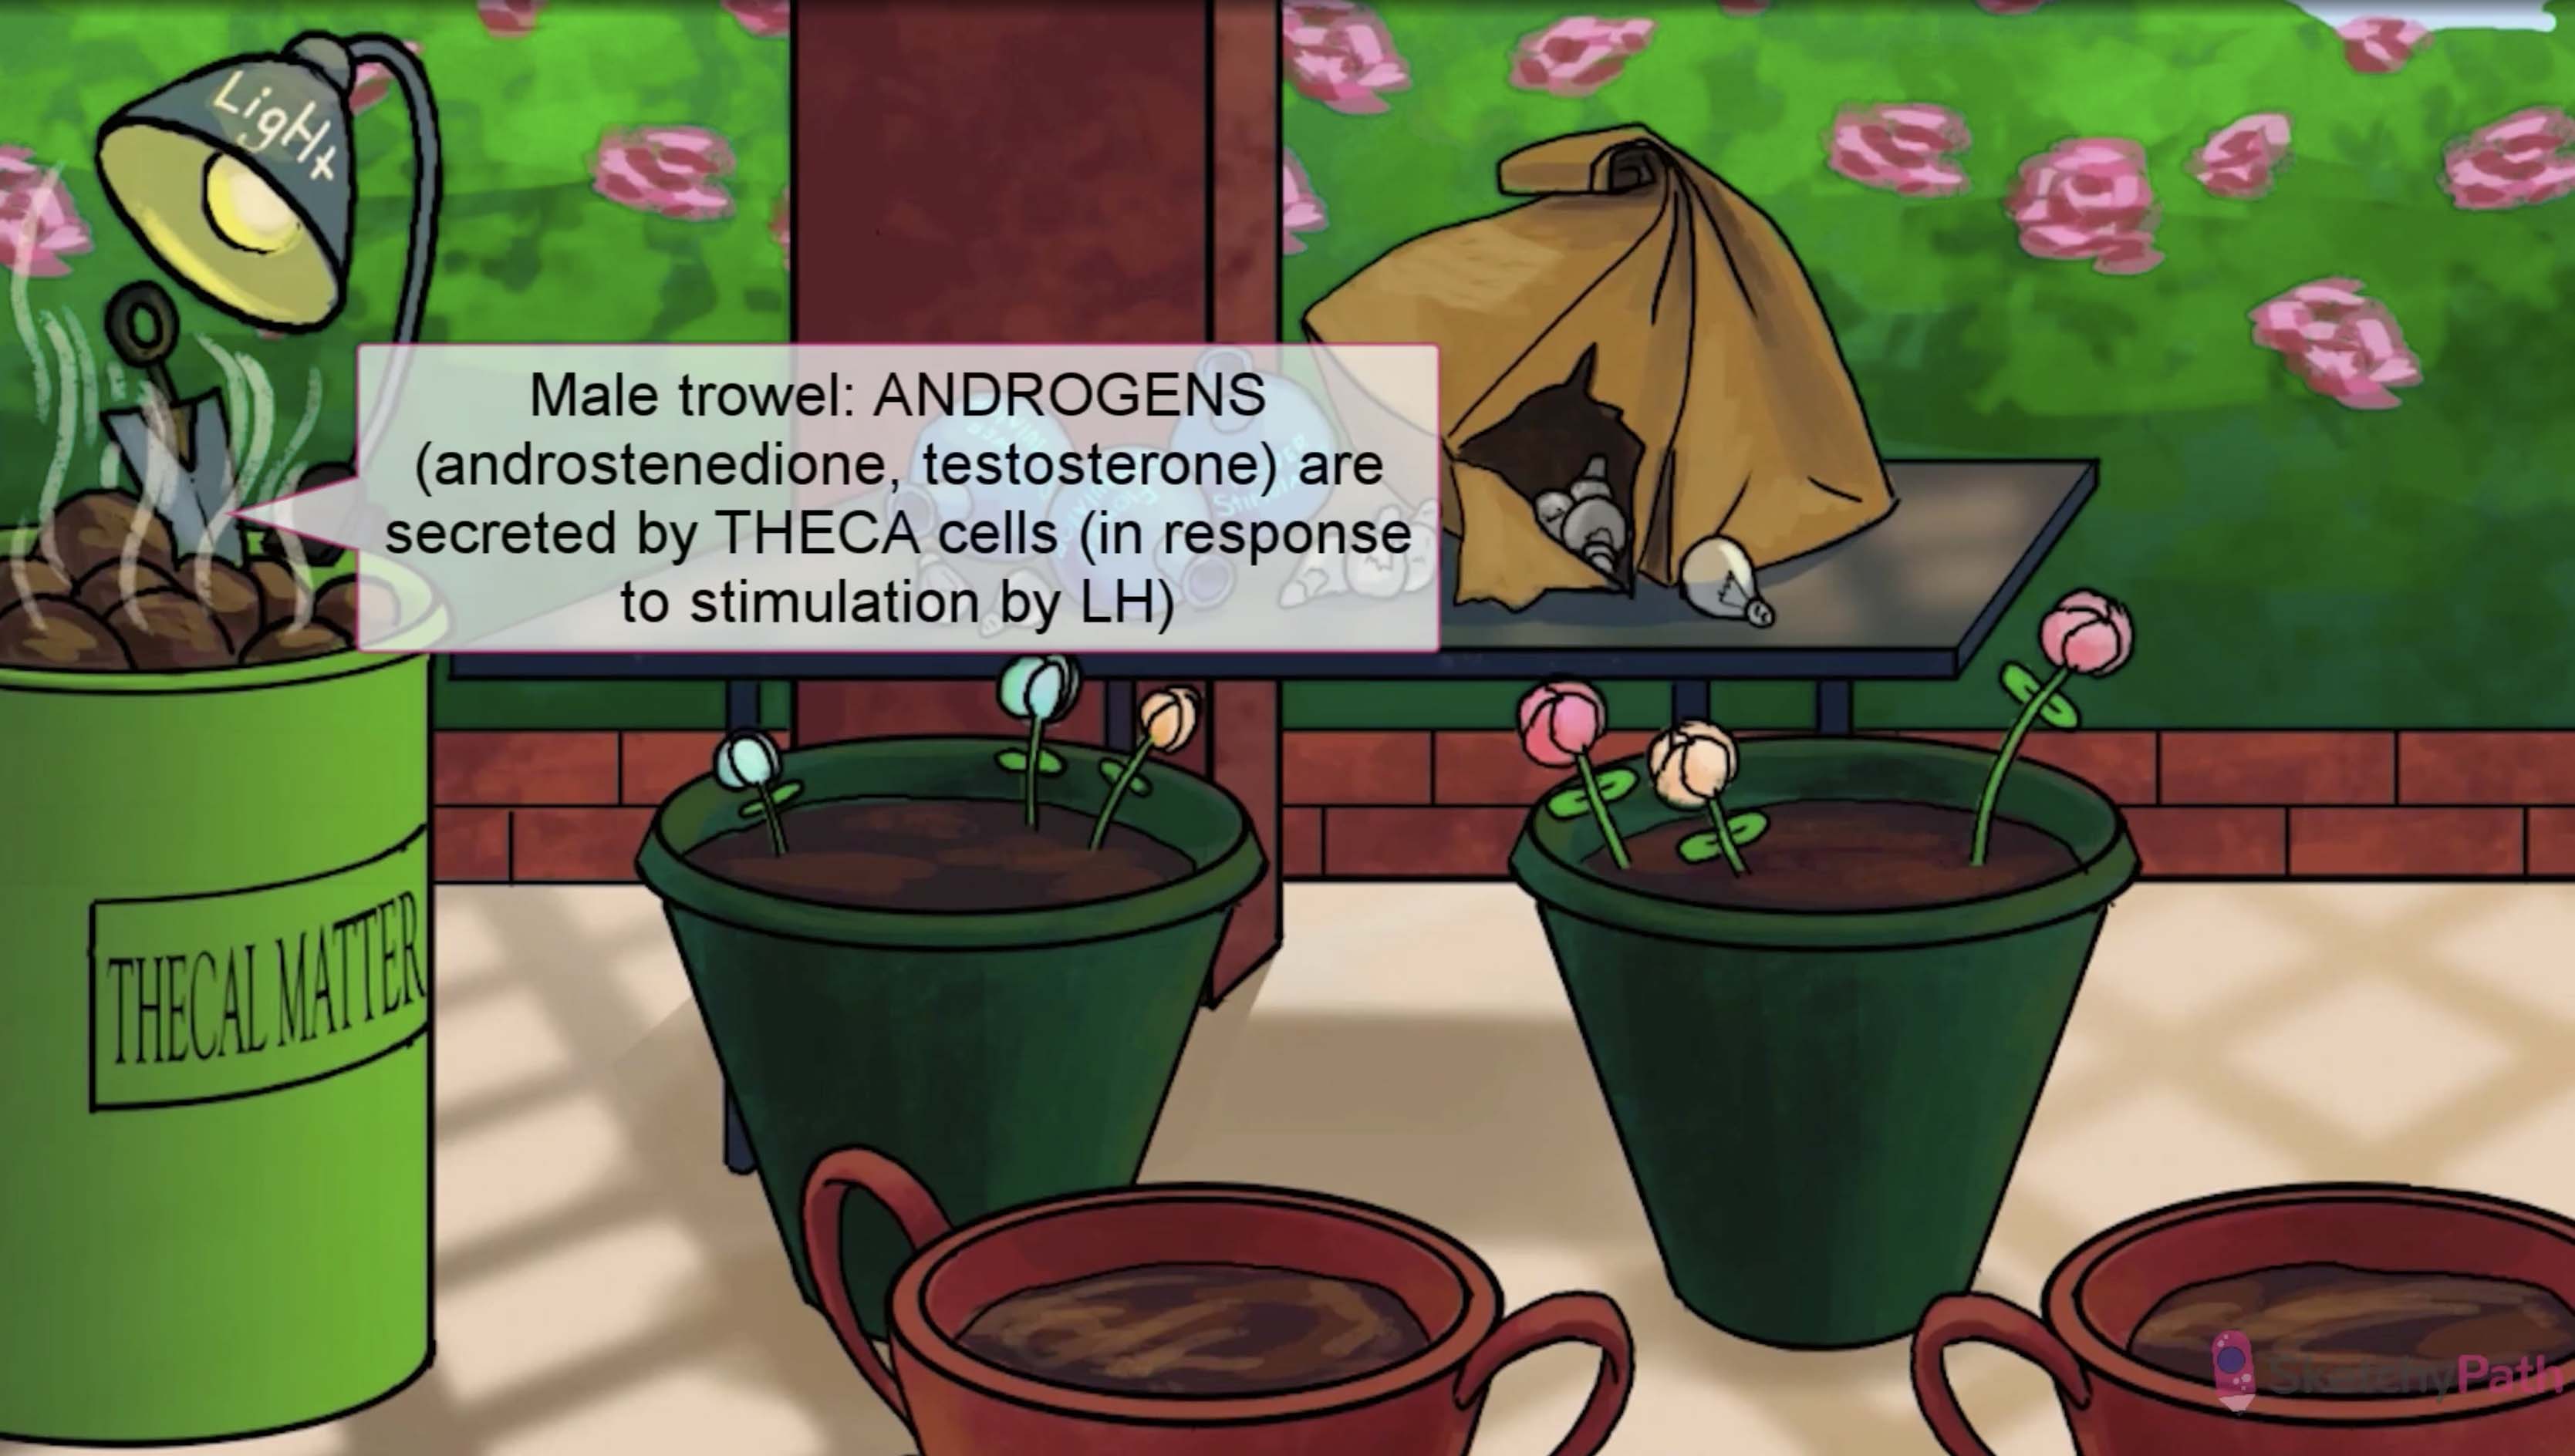 LigHt
Male trowel: ANDROGENS
(androstenedione, testosterone) are
secreted by THECA cells (in response
to stimulation by LH)
THECAL MATTER
SketchyPath